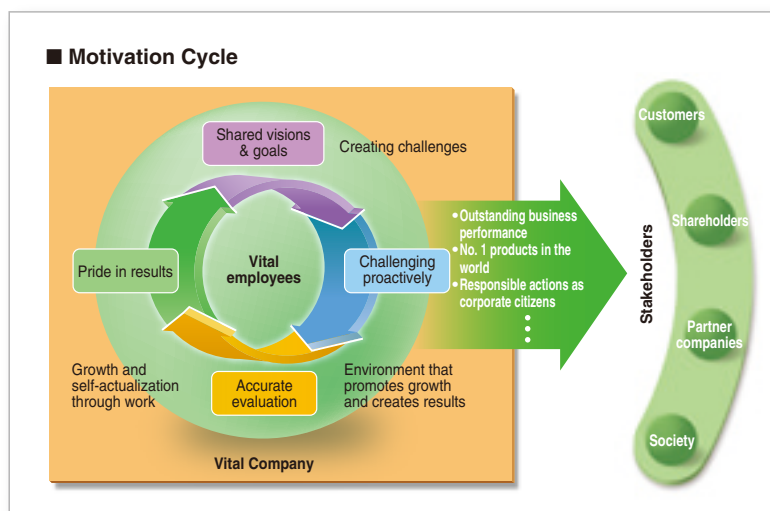 ■ Motivation Cycle
Shared visions
& goals
Creating challenges
Pride in results
Vital
employees
Challenging
proactively
Growth and
self-actualization
through work
Accurate
evaluation
Environment that
promotes growth
and creates results
Vital Company
•Outstanding business
performance
•No. 1 products in the
world
•Responsible actions as
corporate citizens
Stakeholders
Customers
Shareholders
Partner
companies
Society